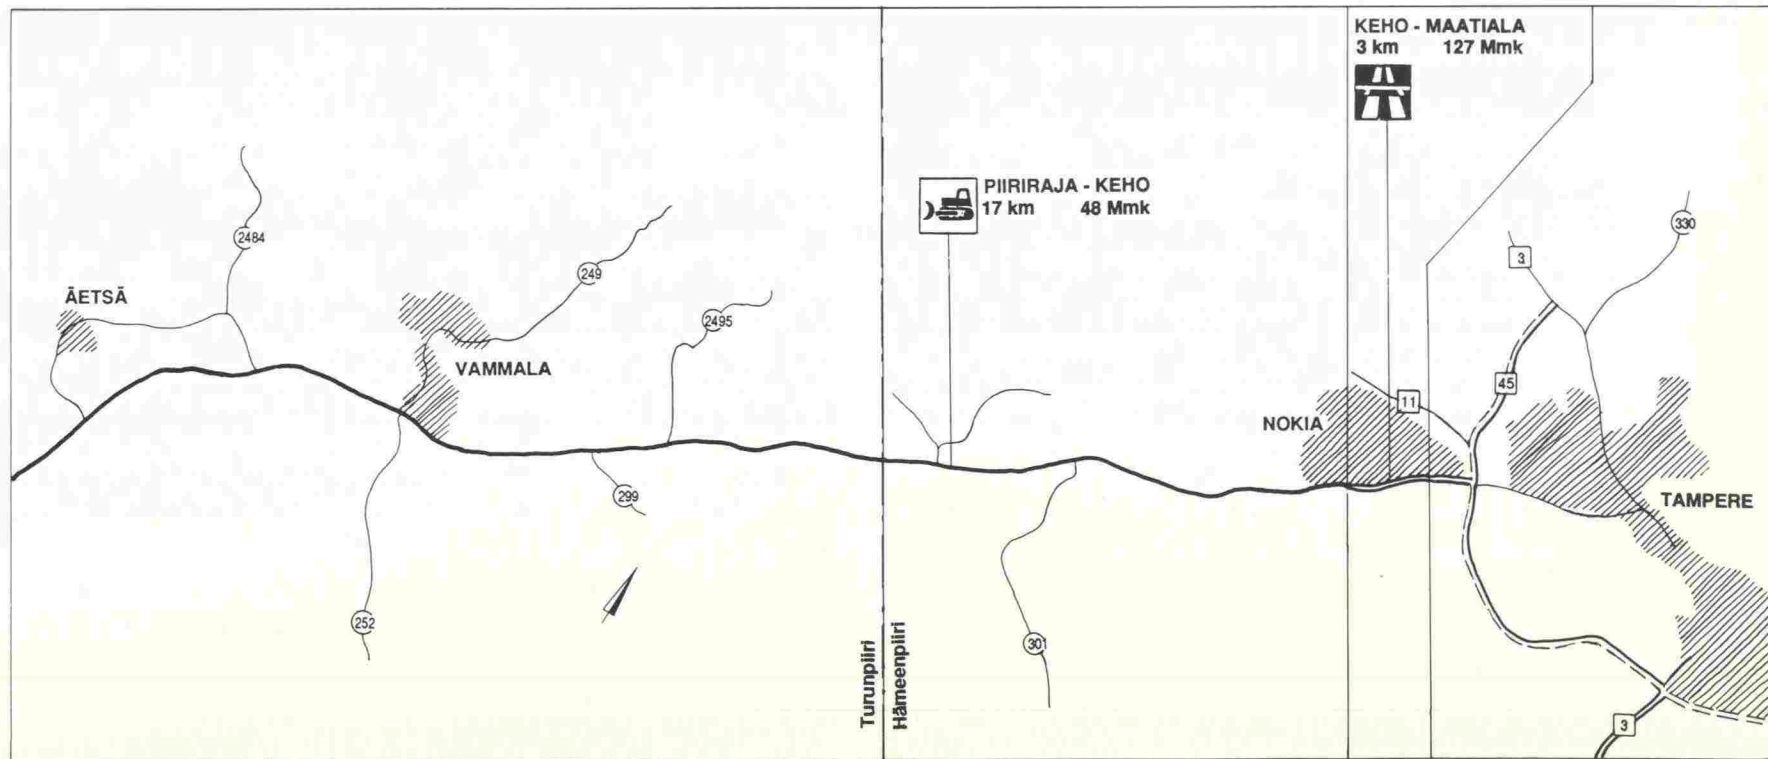 KEHO - MAATIALA
3 km 127 Mmk
PIIRIRAJA - KEHO
17 km 48 Mmk
2484
249
330
3
ÄETSÄ
2495
VAMMALA
45
11
NOKIA
299
TAMPERE
252
301
Turunpiiri
Hämeenpiiri
3